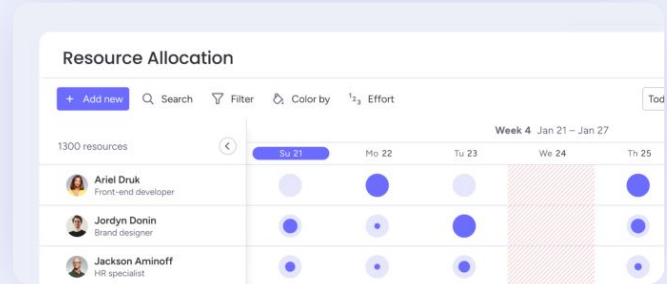 Resource Allocation
+ Add new Search Filter Color by 123 Effort
Week 4 Jan 21 – Jan 27
1300 resources
Su 21 Mo 22 Tu 23 We 24 Th 25
Ariel Druk
Front-end developer
Jordyn Donin
Brand designer
Jackson Aminoff
HR specialist